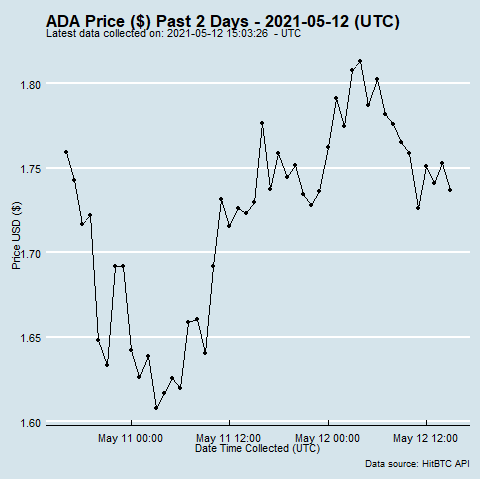 ADA Price ($) Past 2 Days - 2021-05-12 (UTC)
Latest data collected on: 2021-05-12 15:03:26 - UTC
1.80
1.75
1.70
1.65
1.60
Price USD ($)
May 11 00:00 May 11 12:00 May 12 00:00 May 12 12:00
Date Time Collected (UTC)
Data source: HitBTC API